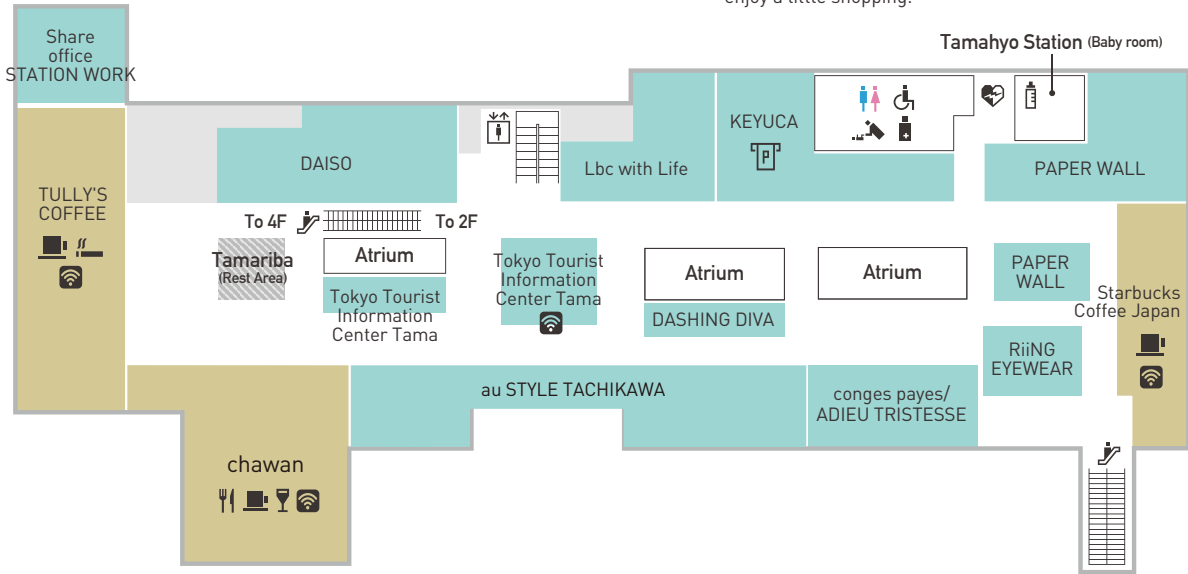 enjoy a little shopping.
Share
office
STATION WORK
Tamahyo Station (Baby room)
KEYUCA
P
DAISO
Lbc with Life
PAPER WALL
TULLY'S
COFFEE
To 4F
To 2F
Tamariba
(Rest Area)
Atrium
Tokyo Tourist
Information
Center Tama
Tokyo Tourist
Information
Center Tama
Atrium
DASHING DIVA
Atrium
PAPER
WALL
Starbucks
Coffee Japan
RiiNG
EYEWEAR
au STYLE TACHIKAWA
conges payes/
ADIEU TRISTESSE
chawan